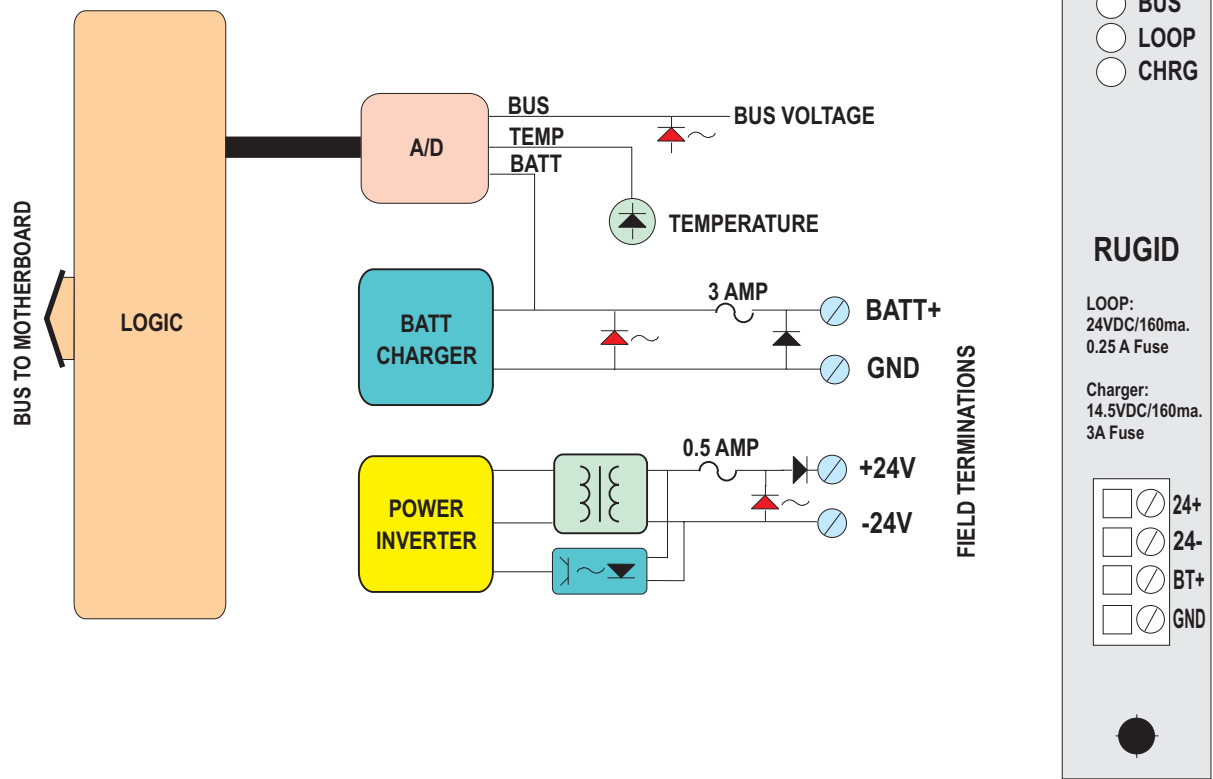 BUS
LOOP
CHRG
BUS
BUS VOLTAGE
A/D
TEMP
BATT
TEMPERATURE
BUS TO MOTHERBOARD
LOGIC
BATT
CHARGER
3 AMP
BATT+
GND
FIELD TERMINATIONS
POWER
INVERTER
0.5 AMP
+24V
-24V
RUGID
LOOP:
24VDC/160ma.
0.25 A Fuse
Charger:
14.5VDC/160ma.
3A Fuse
24+
24-
BT+
GND